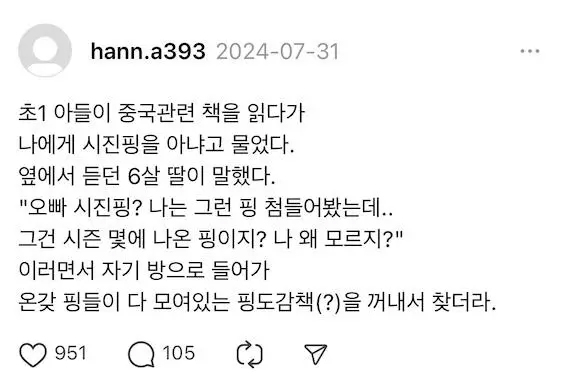 hann.a393 2024-07-31
초1 아들이 중국관련 책을 읽다가
나에게 시진핑을 아냐고 물었다.
옆에서 듣던 6살 딸이 말했다.
"오빠 시진핑? 나는 그런 핑 첨들어봤는데..
그건 시즌 몇에 나온 핑이지? 나 왜 모르지?"
이러면서 자기 방으로 들어가
온갖 핑들이 다 모여있는 핑도감책(?)을 꺼내서 찾더라.
951 105